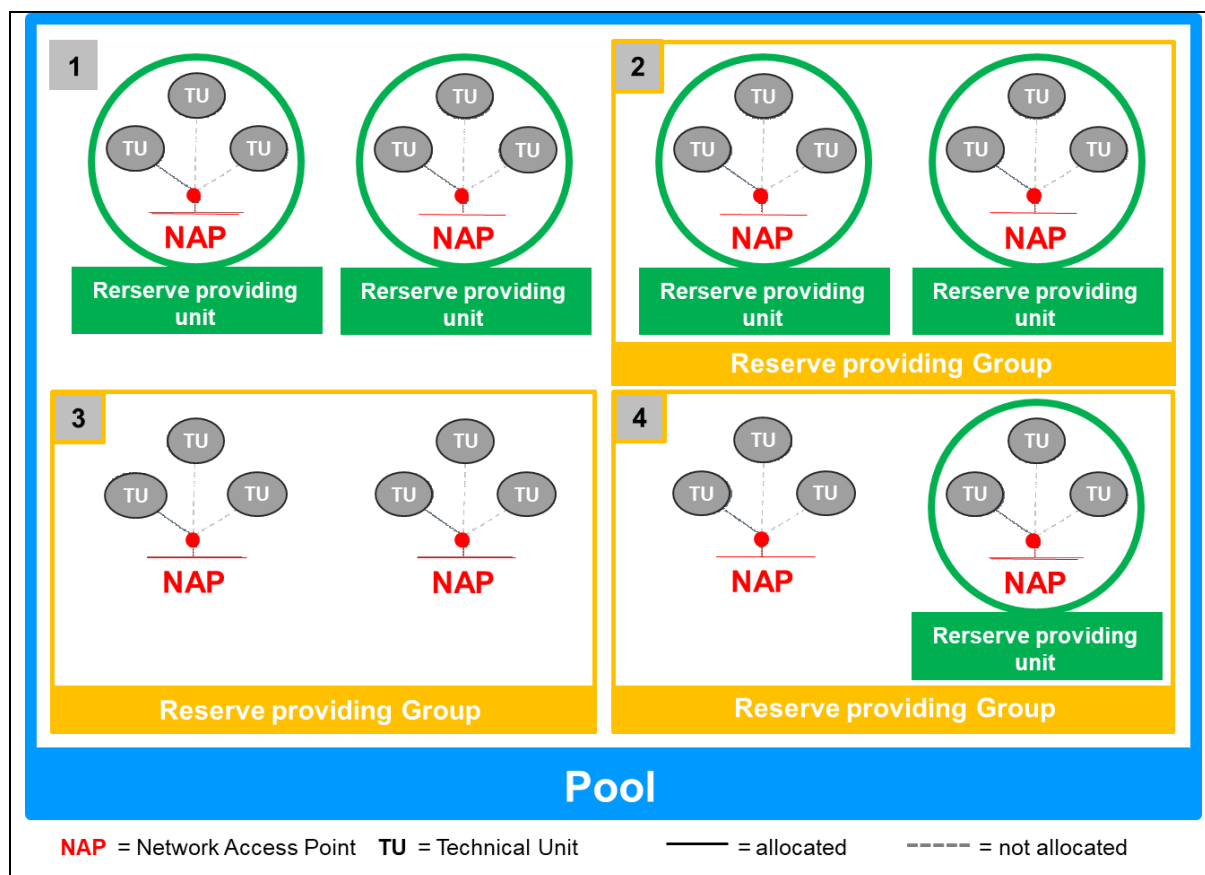 1
TU
TU
TU
NAP
Rerserve providing
unit
TU
TU
TU
NAP
Rerserve providing
unit
2
TU
TU
TU
NAP
Rerserve providing
unit
TU
TU
TU
NAP
Rerserve providing
unit
Reserve providing Group
3
TU
TU
TU
NAP
TU
TU
TU
NAP
Reserve providing Group
4
TU
TU
TU
NAP
TU
TU
TU
NAP
Rerserve providing
unit
Reserve providing Group
Pool
NAP = Network Access Point TU = Technical Unit = allocated = not allocated